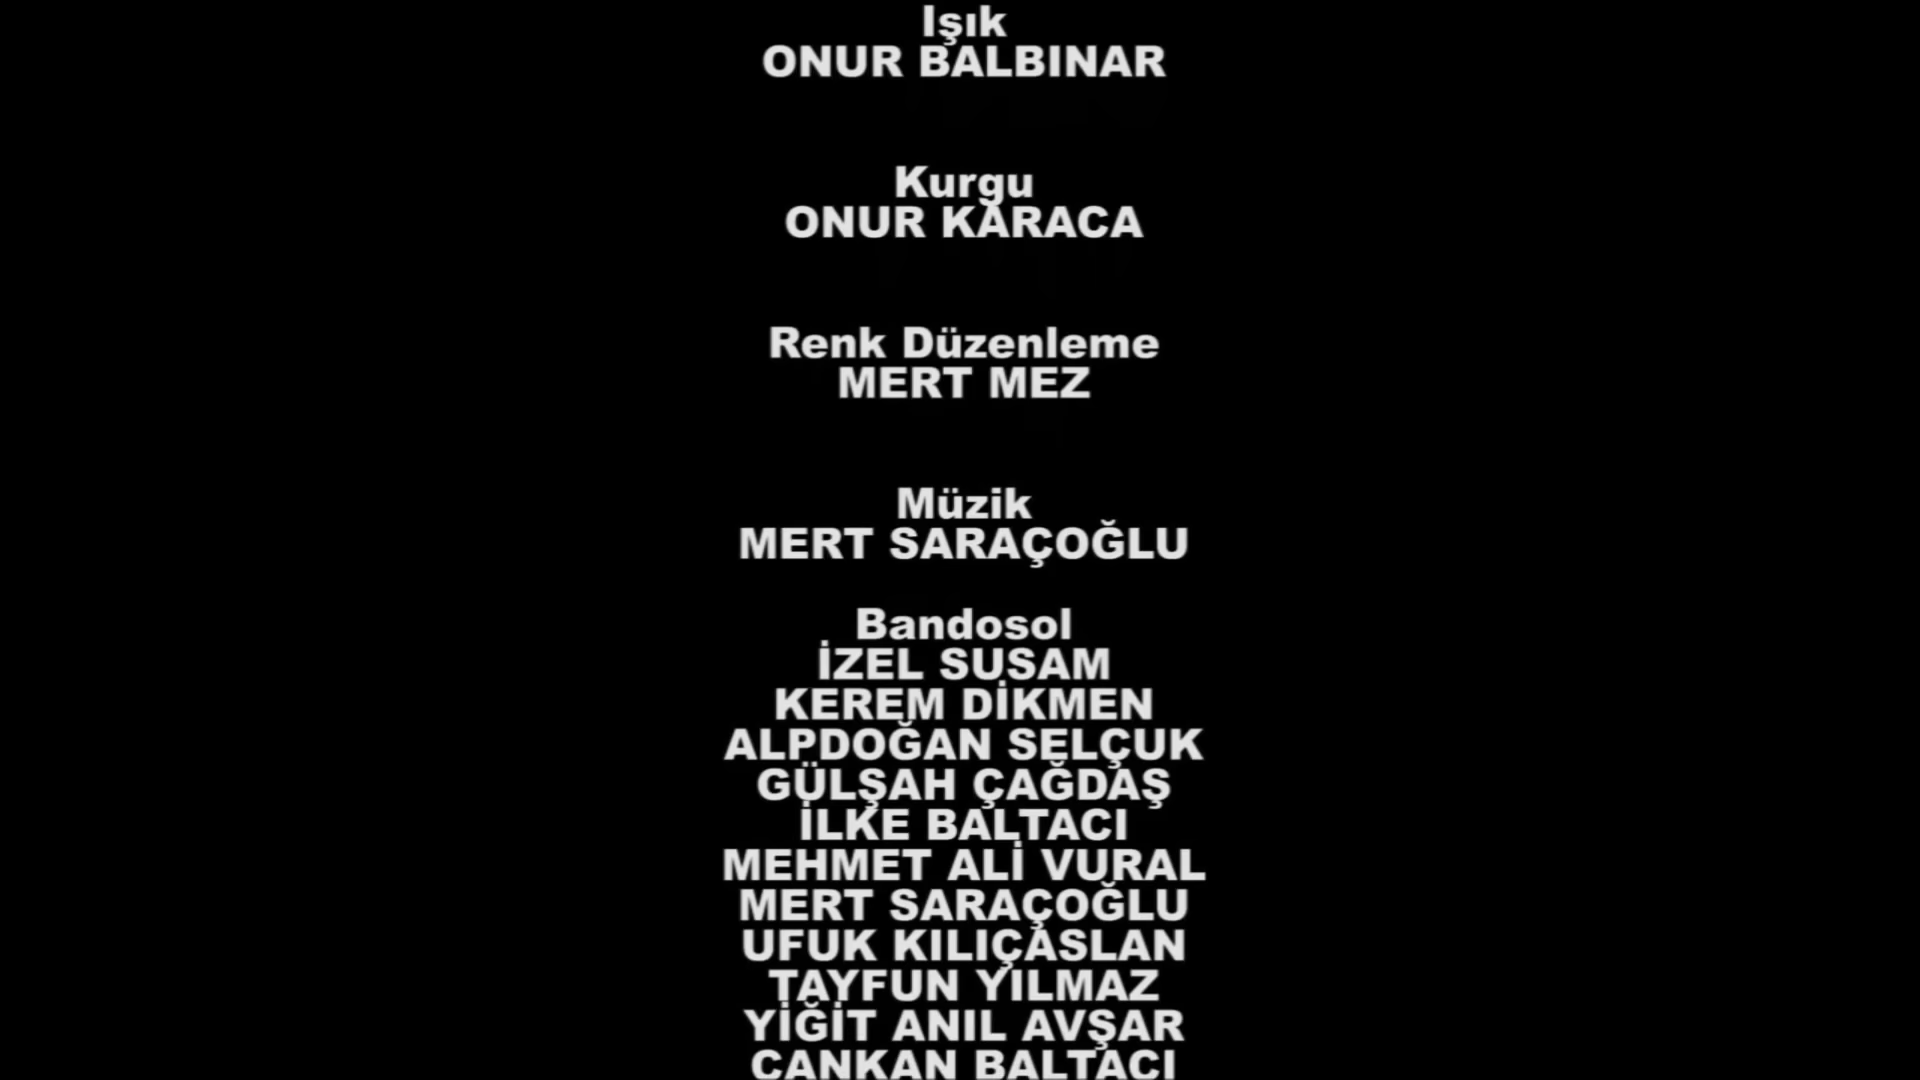 Işık
ONUR BALBINAR
Kurgu
ONUR KARACA
Renk Düzenleme
MERT MEZ
Müzik
MERT SARAÇOĞLU
Bandosol
İZEL SUSAM
KEREM DİKMEN
ALPDOĞAN SELÇUK
GÜLŞAH ÇAĞDAŞ
İLKE BALTACI
MEHMET ALİ VURAL
MERT SARAÇOĞLU
UFUK KILIÇASLAN
TAYFUN YILMAZ
YİĞİT ANIL AVŞAR
CANKAN BALTACI